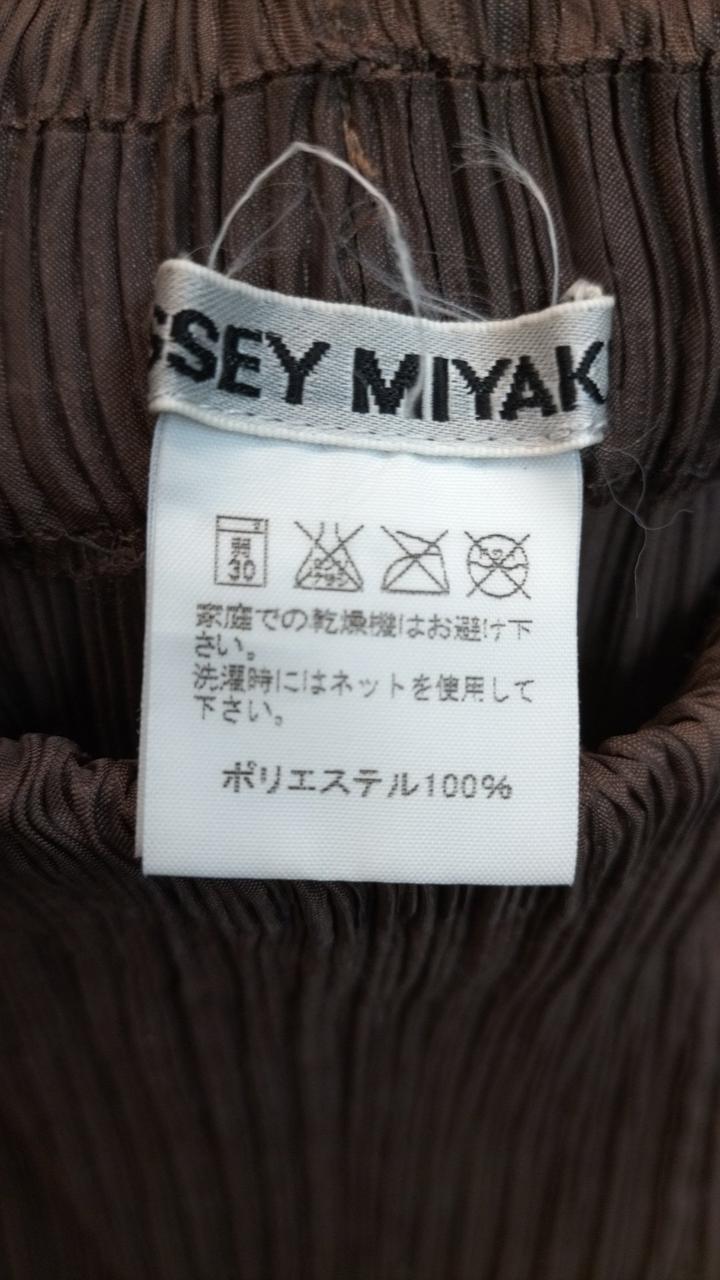 SSEY MIYAK
弱
30
家庭での乾燥機はお避け下
さい。
洗濯時にはネットを使用して
下さい。
ポリエステル100%